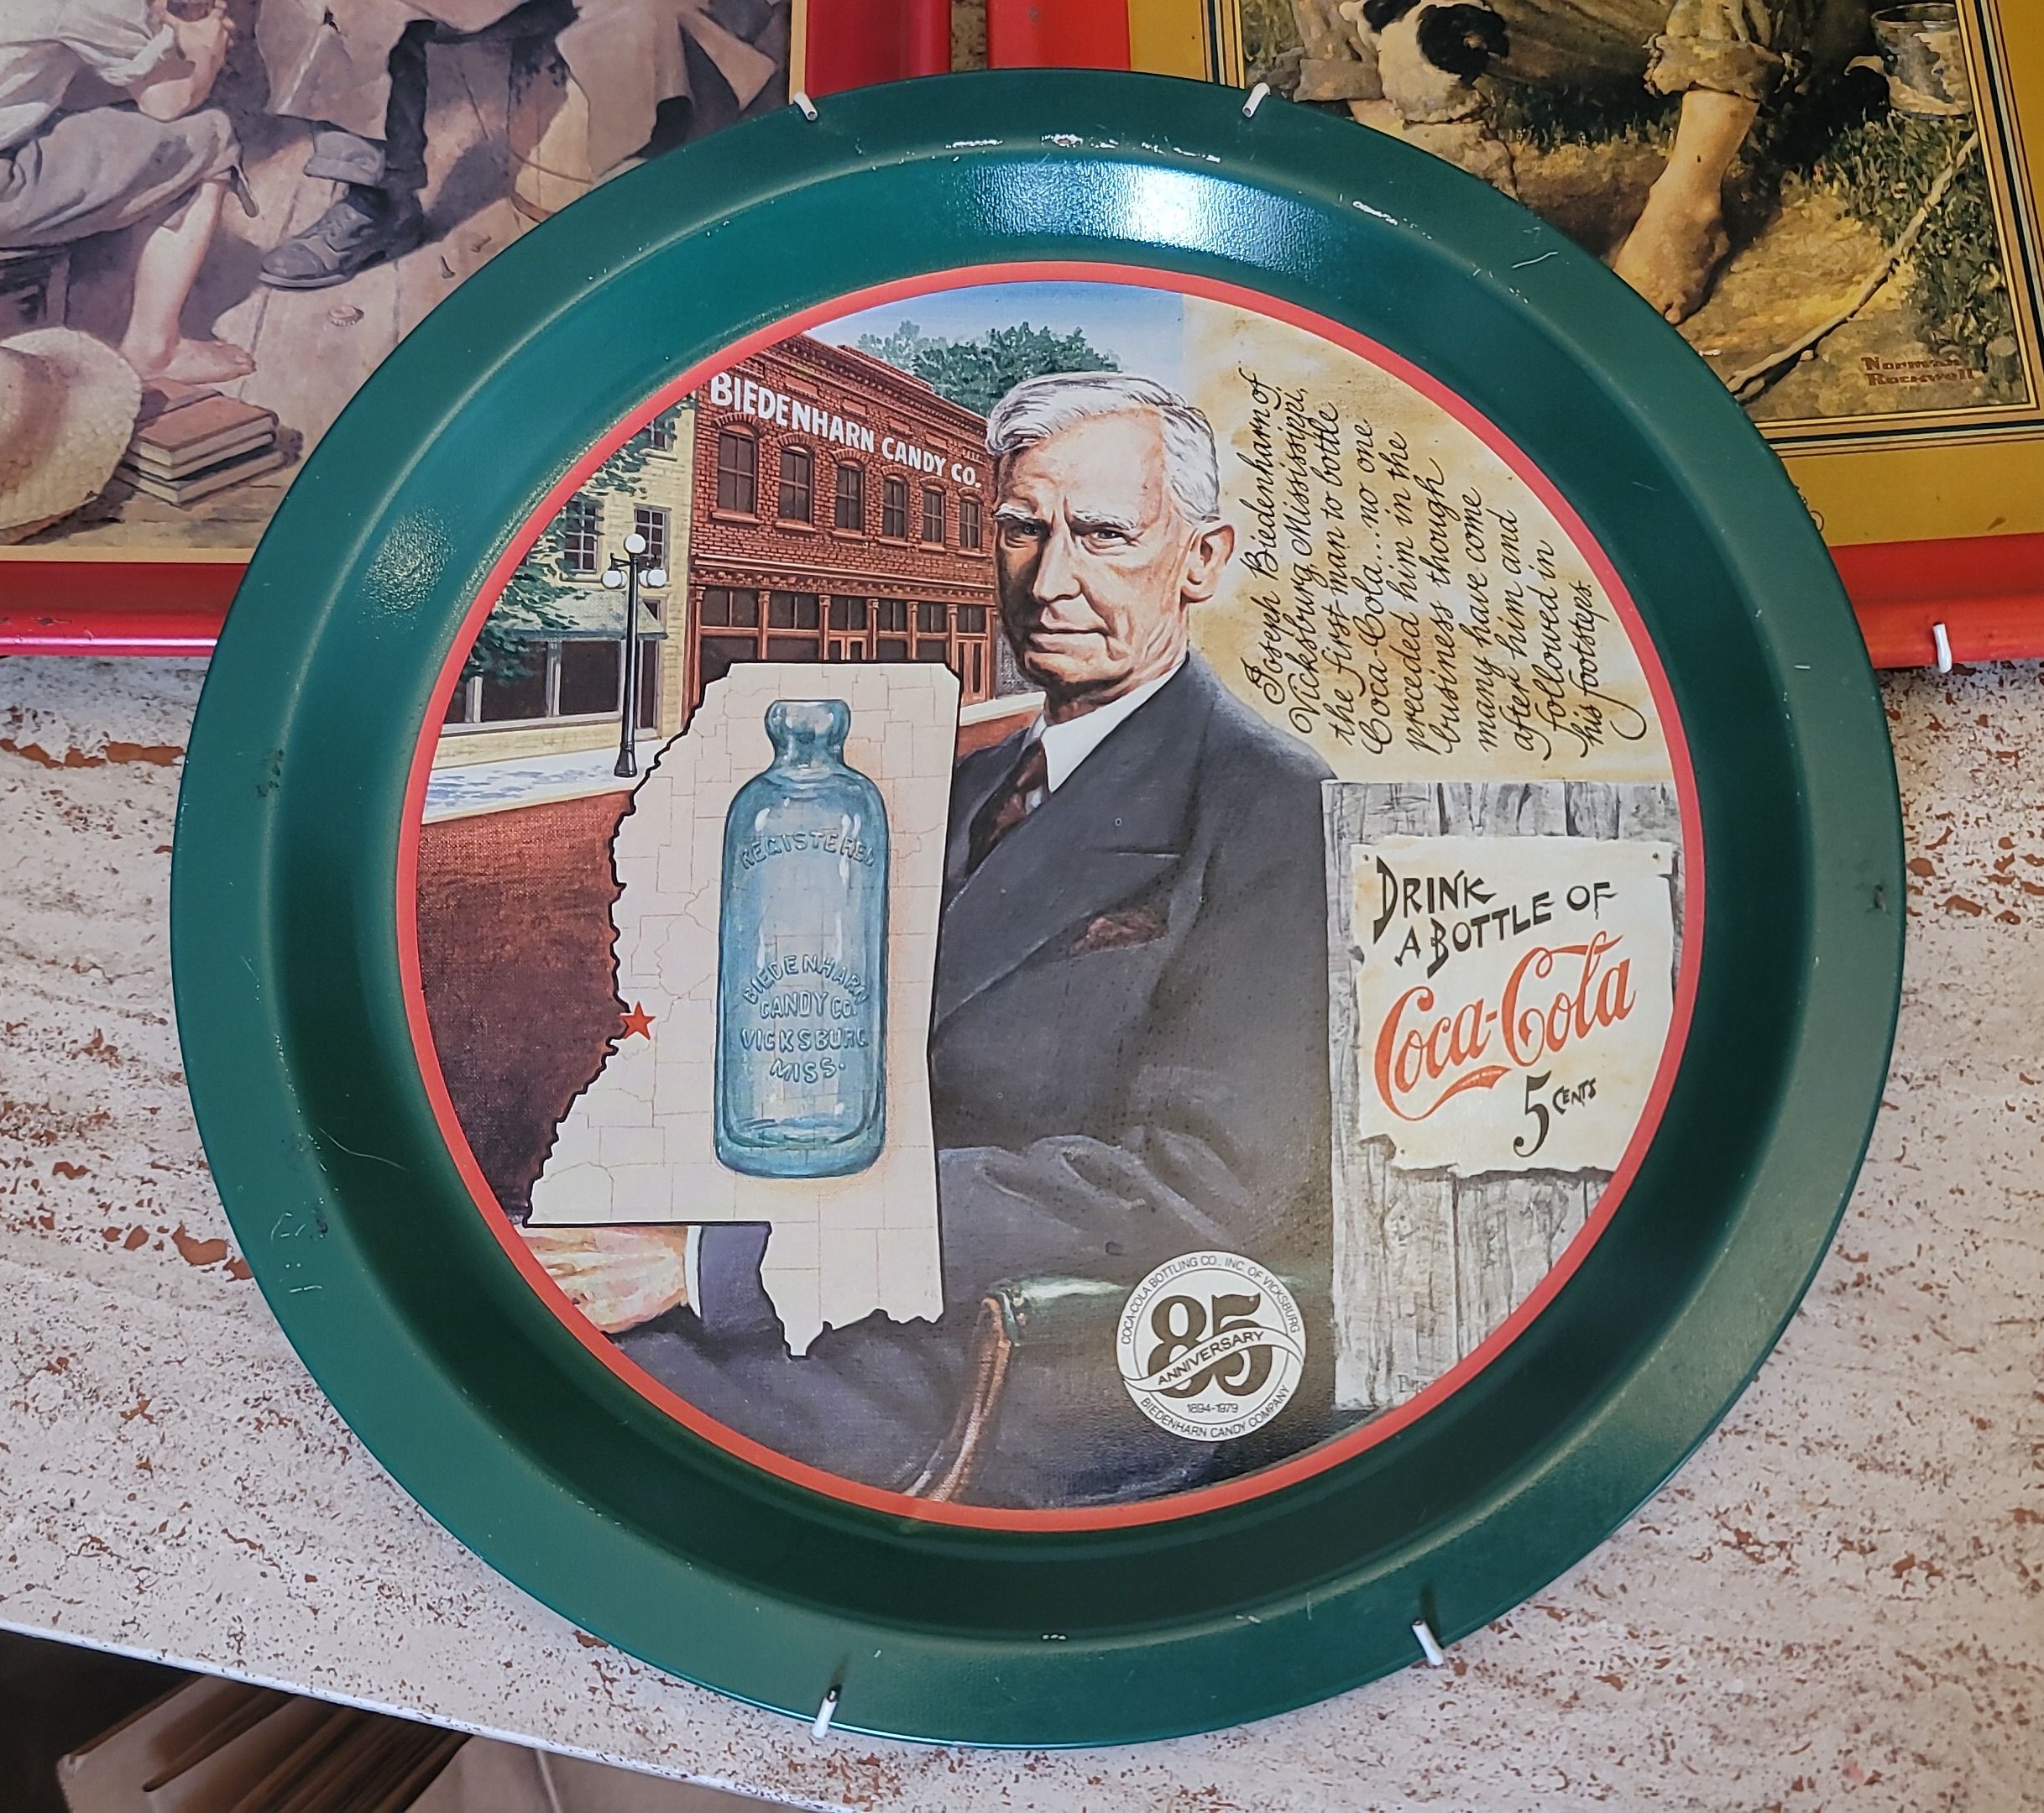 BIEDENHARN CANDY CO.
Joseph Biedenharn of
Vicksburg, Mississippi,
the first man to bottle
Coca-Cola... no one
preceded him in the
business though
many have come
after him and
followed in
his footsteps.
REGISTERED
BIEDENHARN
CANDY CO.
VICKSBURG
MISS.
DRINK
A BOTTLE OF
Coca-Cola
5 CENTS
COCA-COLA BOTTLING CO., INC. OF VICKSBURG
85
ANNIVERSARY
1894-1979
BIEDENHARN CANDY COMPANY
Norman
Rockwell